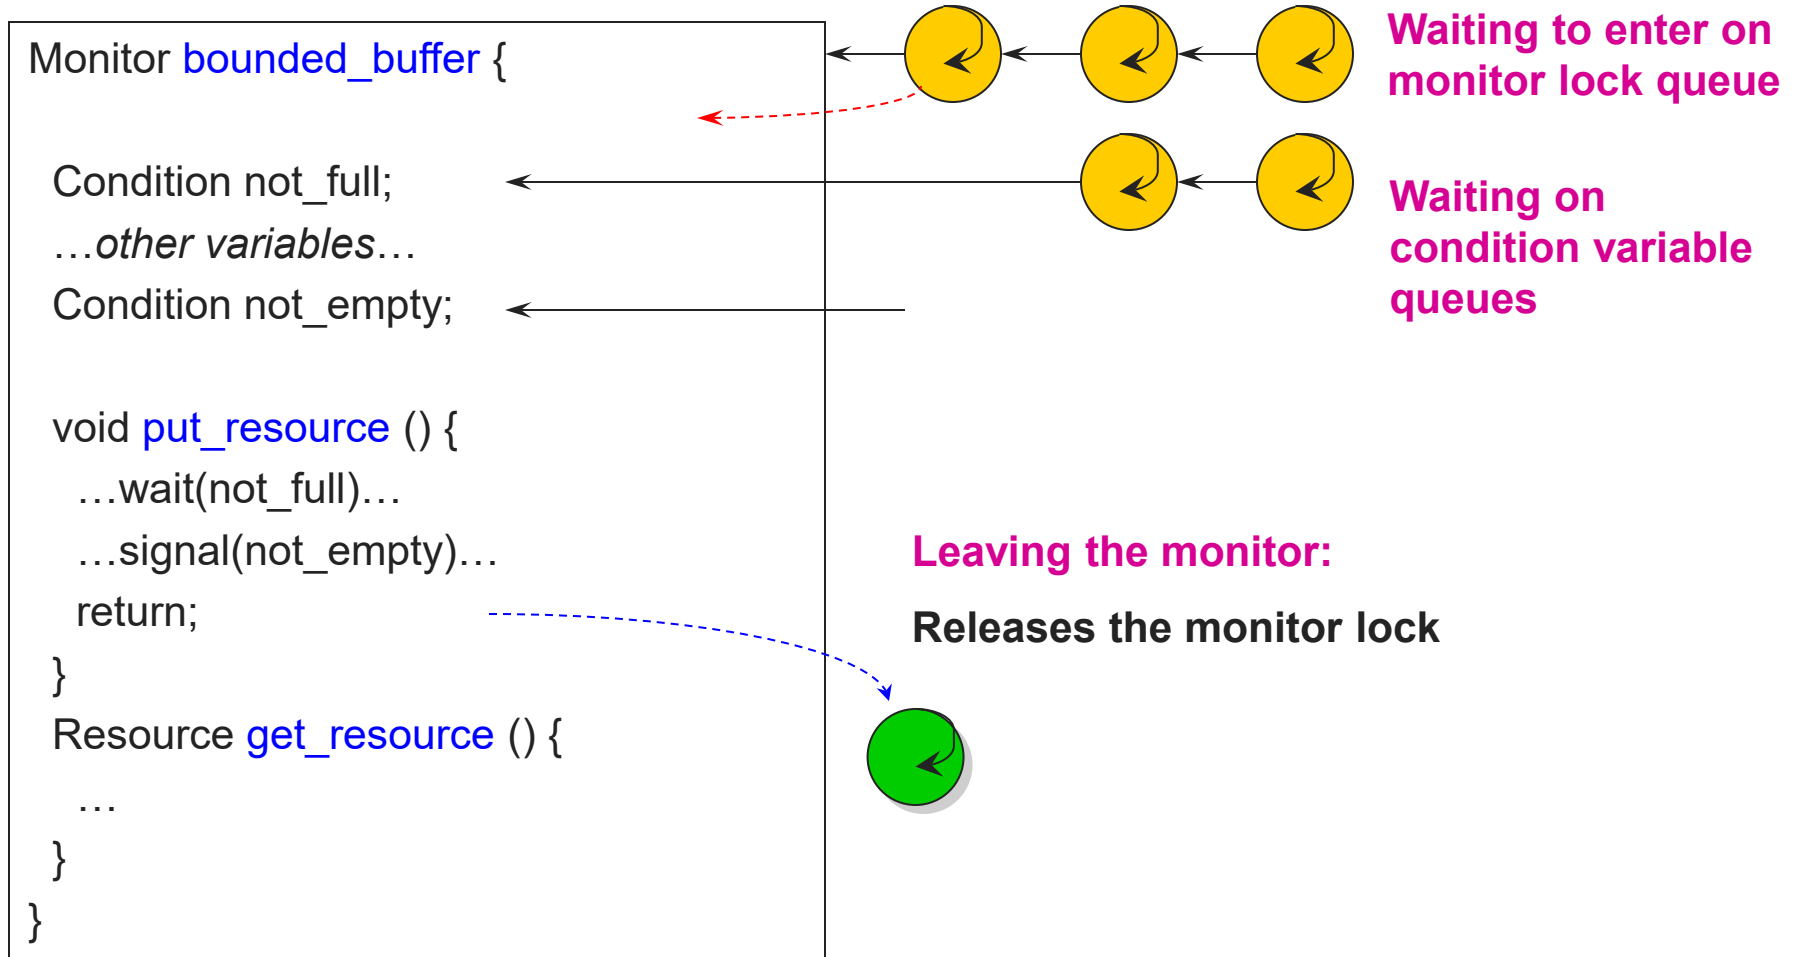 Monitor bounded_buffer {
Condition not_full;
…other variables…
Condition not_empty;
void put_resource () {
…wait(not_full)…
…signal(not_empty)…
return;
}
Resource get_resource () {
…
}
}
Waiting to enter on
monitor lock queue
Waiting on
condition variable
queues
Leaving the monitor:
Releases the monitor lock